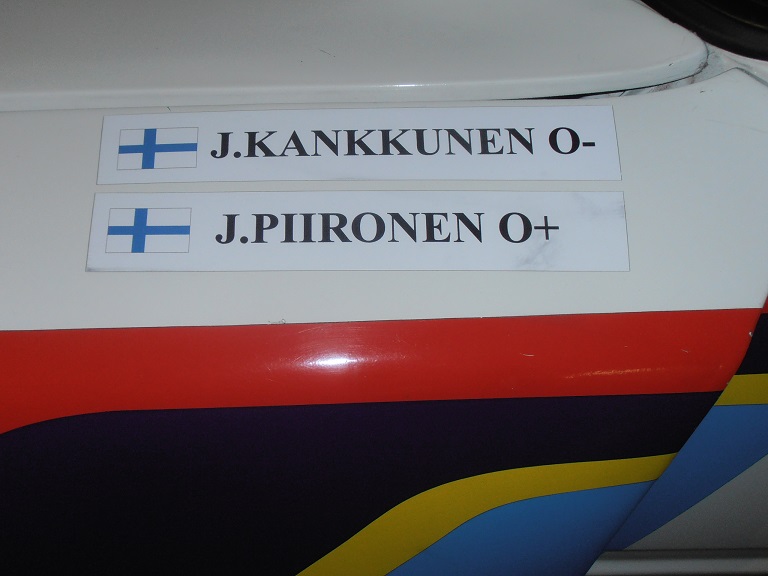 J.KANKKUNEN O-
J.PIIRONEN O+